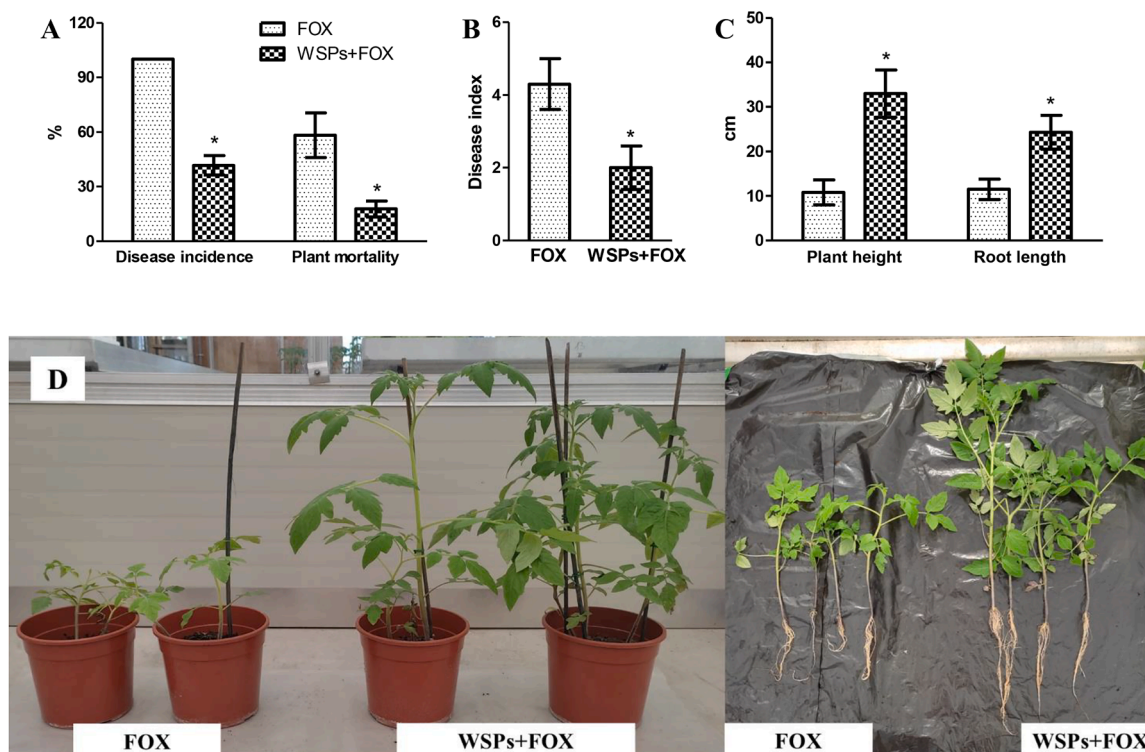 A
120
90
60
30
0
%
FOX
WSPs+FOX
*
*
Disease incidence
Plant mortality
B
6
4
2
0
Disease index
*
FOX
WSPs+FOX
C
50
40
30
20
10
0
cm
*
*
Plant height
Root length
D
FOX
WSPs+FOX
FOX
WSPs+FOX